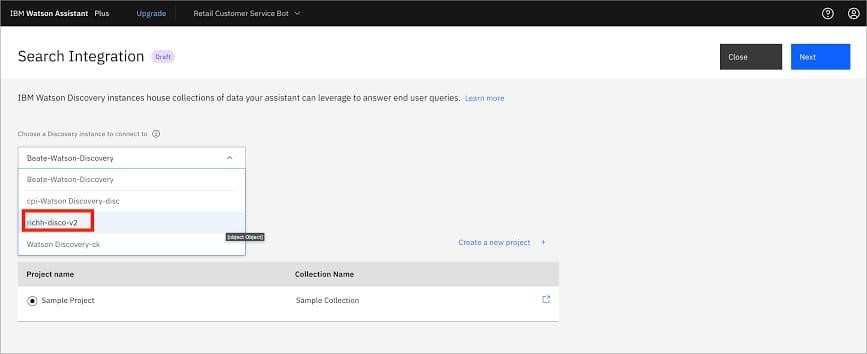 IBM Watson Assistant Plus Upgrade Retail Customer Service Bot
Search Integration Draft Close Next
IBM Watson Discovery instances house collections of data your assistant can leverage to answer end user queries. Learn more
Choose a Discovery instance to connect to
Beate-Watson-Discovery
Beate-Watson-Discovery
cpi-Watson Discovery-disc
richh-disco-v2
[object Object]
Watson Discovery-ck
Create a new project +
Project name Collection Name
Sample Project Sample Collection